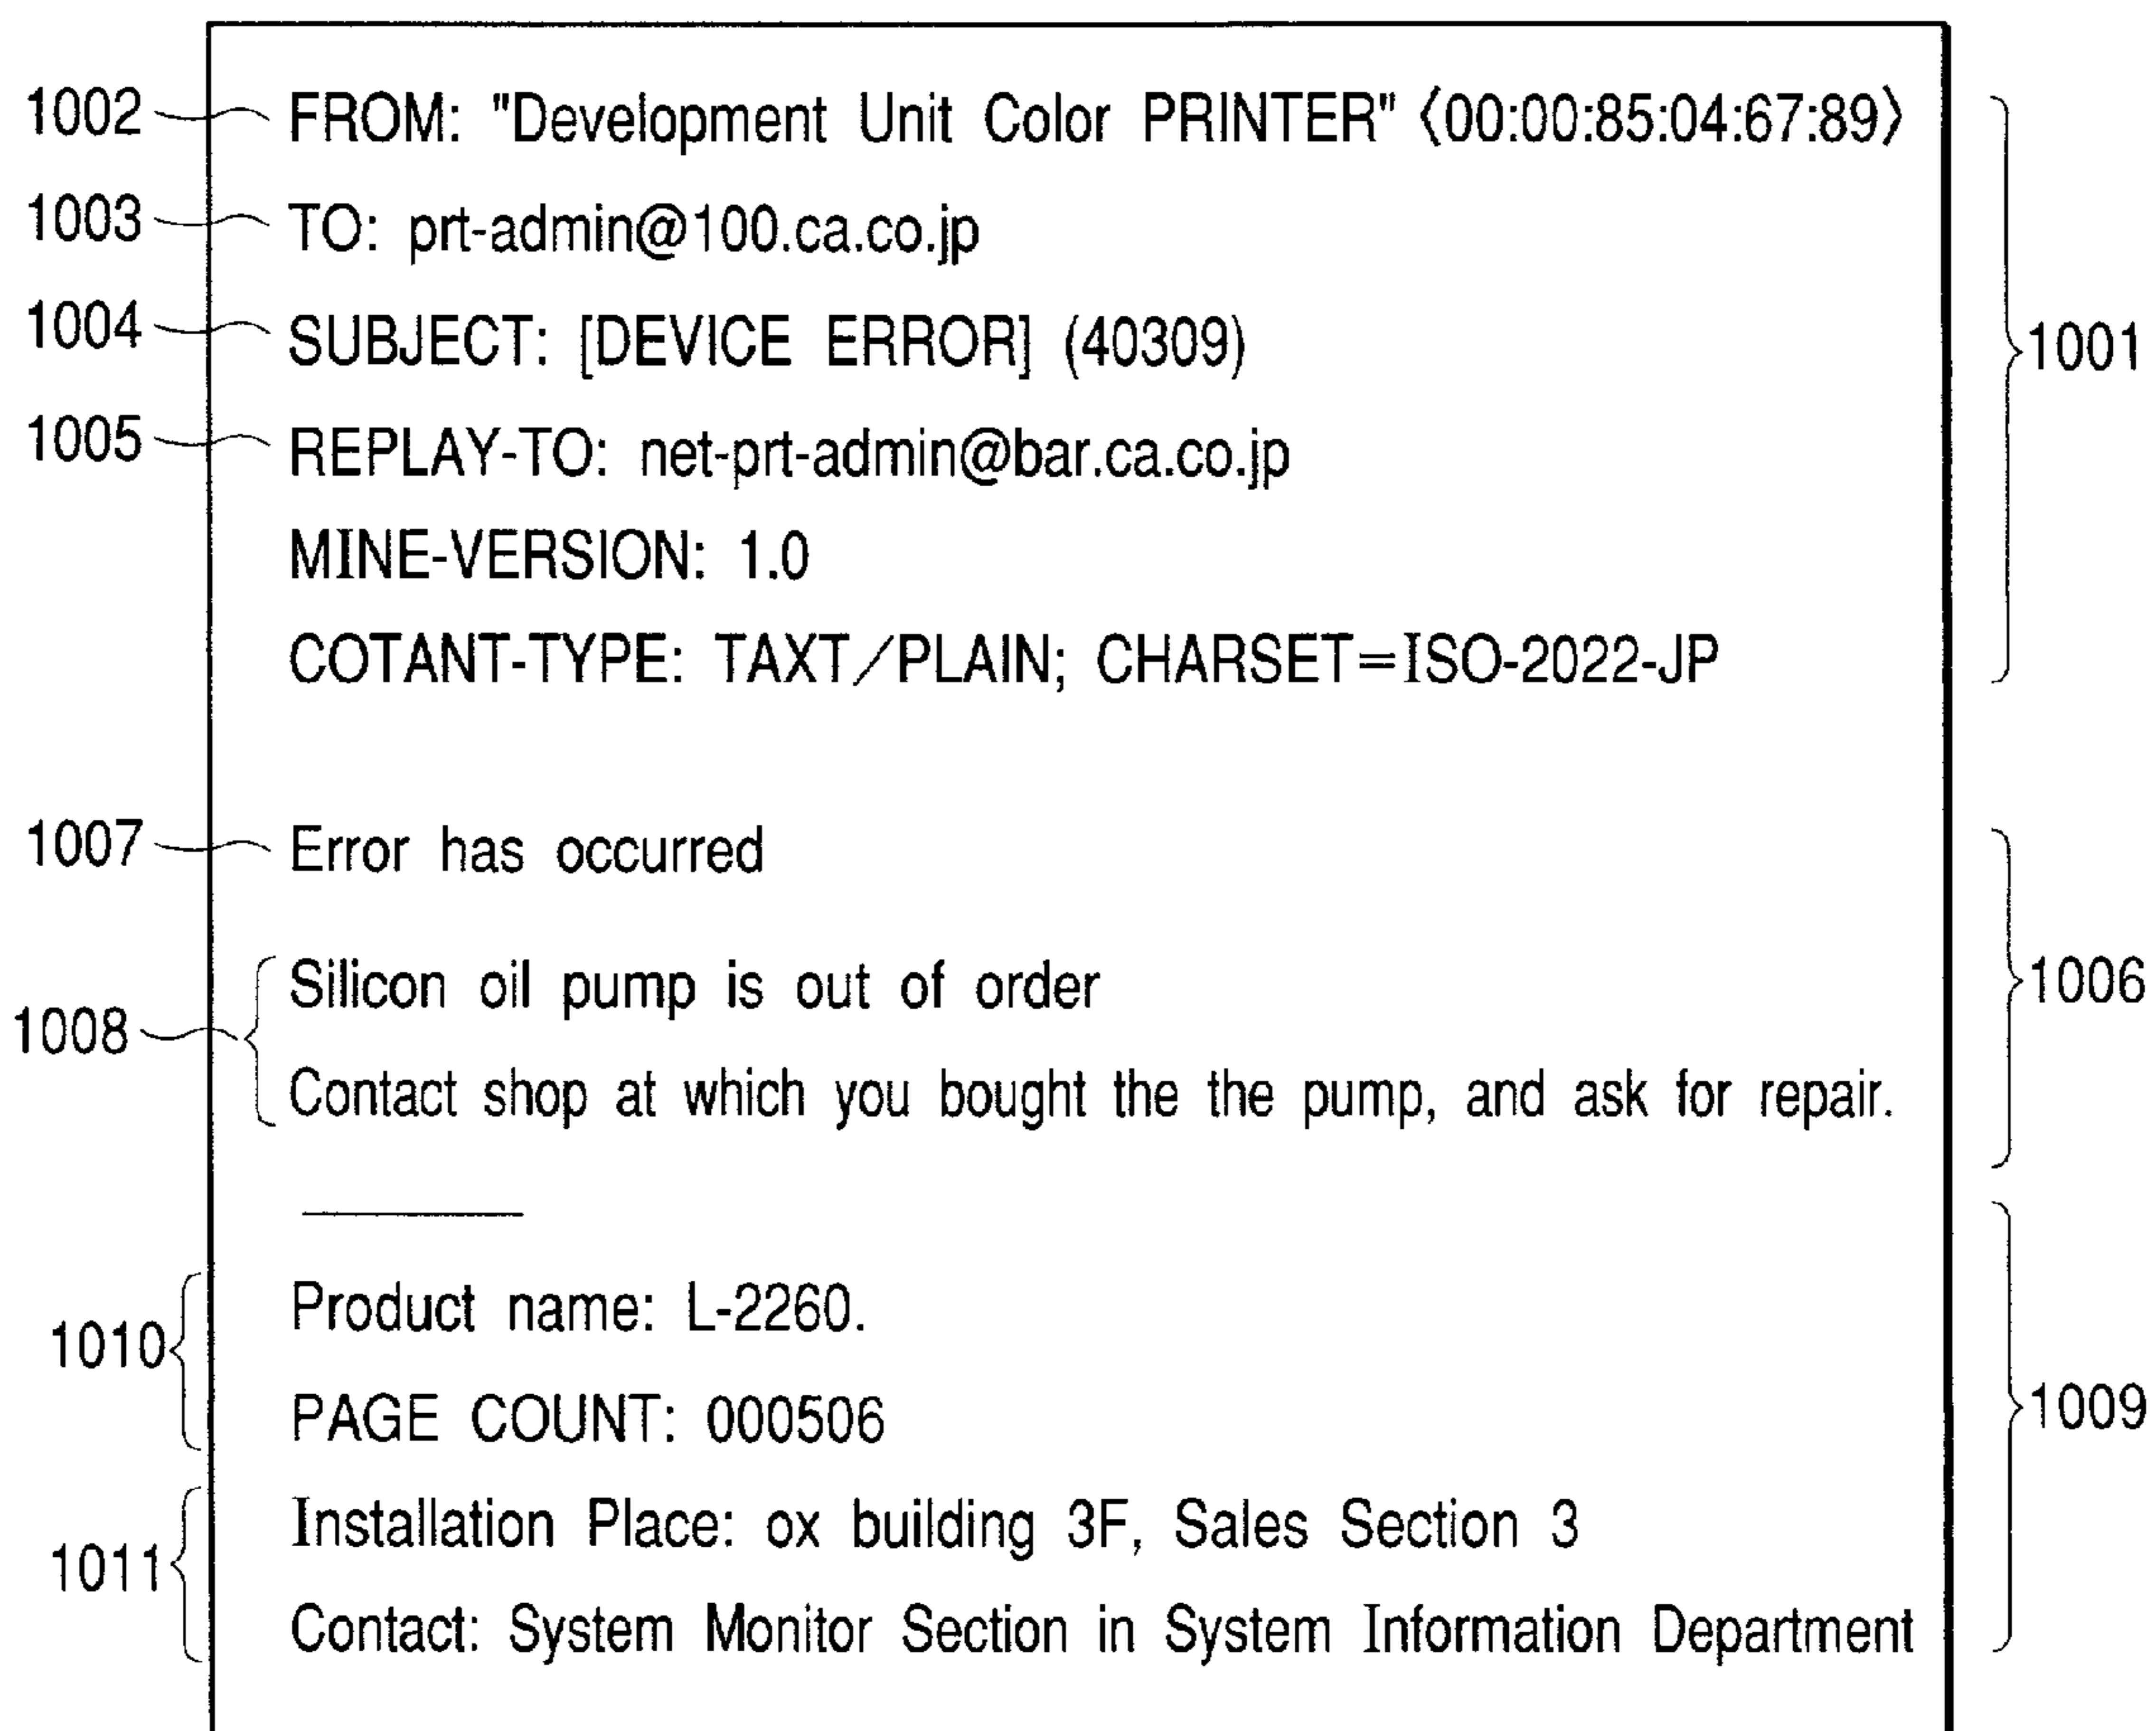 1002 FROM: "Development Unit Color PRINTER" 〈00:00:85:04:67:89〉
1003 TO: prt-admin@100.ca.co.jp
1004 SUBJECT: [DEVICE ERROR] (40309)
1001
1005 REPLAY-TO: net-prt-admin@bar.ca.co.jp
MINE-VERSION: 1.0
COTANT-TYPE: TAXT/PLAIN; CHARSET=ISO-2022-JP
1007 Error has occurred
Silicon oil pump is out of order
1006
1008
Contact shop at which you bought the the pump, and ask for repair.
Product name: L-2260.
1010
PAGE COUNT: 000506
1009
Installation Place: ox building 3F, Sales Section 3
1011
Contact: System Monitor Section in System Information Department